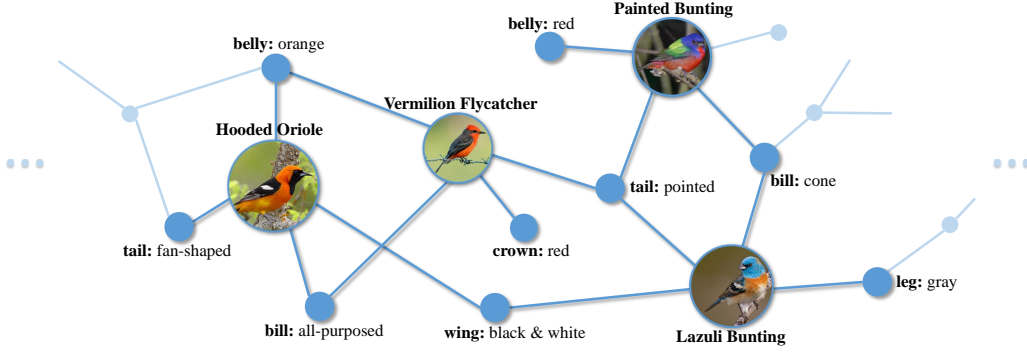 Painted Bunting
belly: red
belly: orange
Vermilion Flycatcher
Hooded Oriole
bill: cone
tail: pointed
tail: fan-shaped
crown: red
leg: gray
bill: all-purposed
wing: black & white
Lazuli Bunting